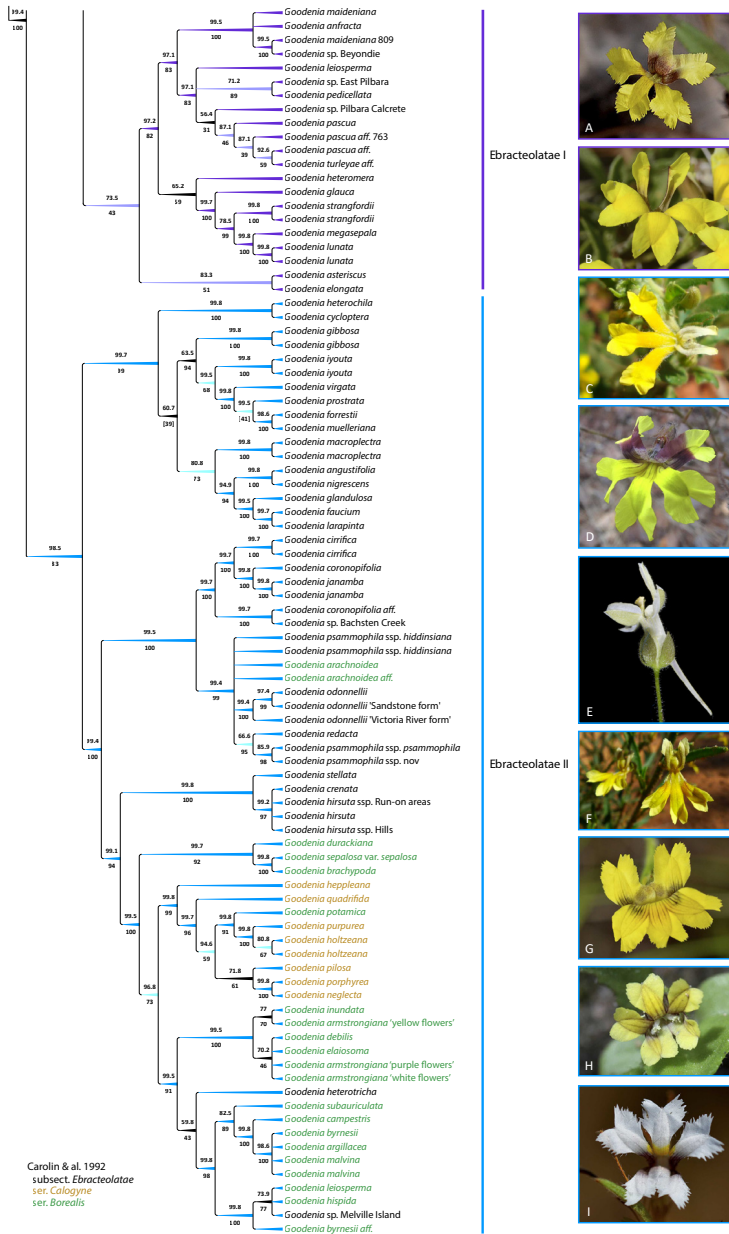 99.4
100
Goodenia maideniana
99.5
100
Goodenia anfracta
Goodenia maideniana 809
99.5
100
Goodenia sp. Beyondie
97.1
83
Goodenia leiosperma
97.1
83
71.2
89
Goodenia sp. East Pilbara
Goodenia pedicellata
Goodenia sp. Pilbara Calcrete
56.4
31
Goodenia pascua
87.1
46
Goodenia pascua aff. 763
87.1
39
Goodenia pascua aff.
92.6
59
Goodenia turleyae aff.
97.2
82
Goodenia heteromera
65.2
59
Goodenia glauca
99.7
100
Goodenia strangfordii
99.8
100
Goodenia strangfordii
78.5
99
Goodenia megasepala
99.8
100
Goodenia lunata
99.8
100
Goodenia lunata
73.5
43
Goodenia asteriscus
83.3
51
Goodenia elongata
Ebracteolatae I
Goodenia heterochila
99.8
100
Goodenia cycloptera
99.7
99
Goodenia gibbosa
99.8
100
Goodenia gibbosa
63.5
94
Goodenia iyouta
99.8
100
Goodenia iyouta
99.5
68
Goodenia virgata
99.8
100
Goodenia prostrata
99.5
[41]
Goodenia forrestii
98.6
100
Goodenia muelleriana
60.7
[39]
Goodenia macroplectra
99.8
100
Goodenia macroplectra
80.8
73
Goodenia angustifolia
99.8
100
Goodenia nigrescens
94.9
94
Goodenia glandulosa
99.5
100
Goodenia faucium
99.7
100
Goodenia larapinta
98.5
83
Goodenia cirrifica
99.7
100
Goodenia cirrifica
99.7
100
Goodenia coronopifolia
99.8
100
Goodenia janamba
99.8
100
Goodenia janamba
99.7
100
Goodenia coronopifolia aff.
99.7
100
Goodenia sp. Bachsten Creek
99.5
100
Goodenia psammophila ssp. hiddinsiana
Goodenia psammophila ssp. hiddinsiana
Goodenia arachnoidea
Goodenia arachnoidea aff.
99.4
99
Goodenia odonnellii
97.4
99
Goodenia odonnellii 'Sandstone form'
99.4
100
Goodenia odonnellii 'Victoria River form'
Goodenia redacta
66.6
95
Goodenia psammophila ssp. psammophila
85.9
98
Goodenia psammophila ssp. nov
99.4
100
Goodenia stellata
99.8
100
Goodenia crenata
99.2
97
Goodenia hirsuta ssp. Run-on areas
Goodenia hirsuta
Goodenia hirsuta ssp. Hills
99.1
94
Goodenia durackiana
99.7
92
Goodenia sepalosa var. sepalosa
99.8
100
Goodenia brachypoda
99.5
100
Goodenia heppleana
99.8
99
Goodenia quadrifida
99.7
96
Goodenia potamica
99.8
91
Goodenia purpurea
99.8
100
Goodenia holtzeana
80.8
67
Goodenia holtzeana
94.6
59
Goodenia pilosa
71.8
61
Goodenia porphyrea
99.8
100
Goodenia neglecta
96.8
73
Goodenia inundata
77
70
Goodenia armstrongiana 'yellow flowers'
99.5
100
Goodenia debilis
Goodenia elaiosoma
70.2
46
Goodenia armstrongiana 'purple flowers'
Goodenia armstrongiana 'white flowers'
99.5
91
Goodenia heterotricha
59.8
43
Goodenia subauriculata
82.5
89
Goodenia campestris
99.8
100
Goodenia byrnesii
98.6
100
Goodenia argillacea
Goodenia malvina
Goodenia malvina
99.8
98
Goodenia leiosperma
73.9
77
Goodenia hispida
Goodenia sp. Melville Island
99.8
100
Goodenia byrnesii aff.
Ebracteolatae II
Carolin & al. 1992
subsect. Ebracteolatae
ser. Calogyne
ser. Borealis
A
B
C
D
E
F
G
H
I